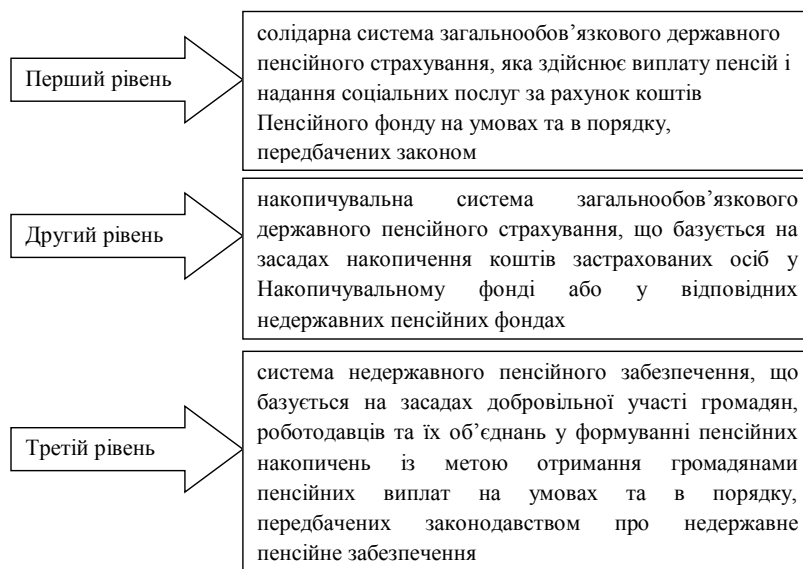 Перший рівень
солідарна система загальнообов’язкового державного
пенсійного страхування, яка здійснює виплату пенсій і
надання соціальних послуг за рахунок коштів
Пенсійного фонду на умовах та в порядку,
передбачених законом
Другий рівень
накопичувальна система загальнообов’язкового
державного пенсійного страхування, що базується на
засадах накопичення коштів застрахованих осіб у
Накопичувальному фонді або у відповідних
недержавних пенсійних фондах
Третій рівень
система недержавного пенсійного забезпечення, що
базується на засадах добровільної участі громадян,
роботодавців та їх об’єднань у формуванні пенсійних
накопичень із метою отримання громадянами
пенсійних виплат на умовах та в порядку,
передбачених законодавством про недержавне
пенсійне забезпечення